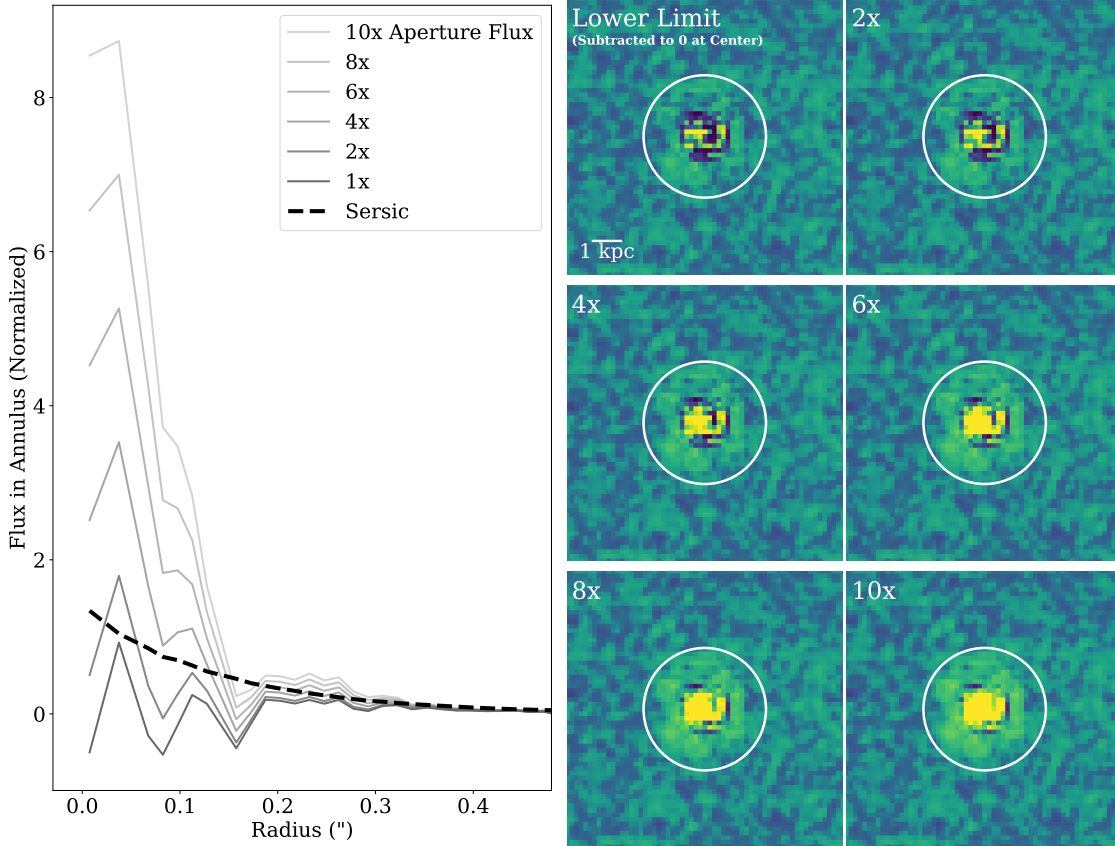 Flux in Annulus (Normalized)
8
6
4
2
0
10x Aperture Flux
8x
6x
4x
2x
1x
Sersic
0.0 0.1 0.2 0.3 0.4
Radius (")
Lower Limit
(Subtracted to 0 at Center)
1 kpc
2x
4x
6x
8x
10x